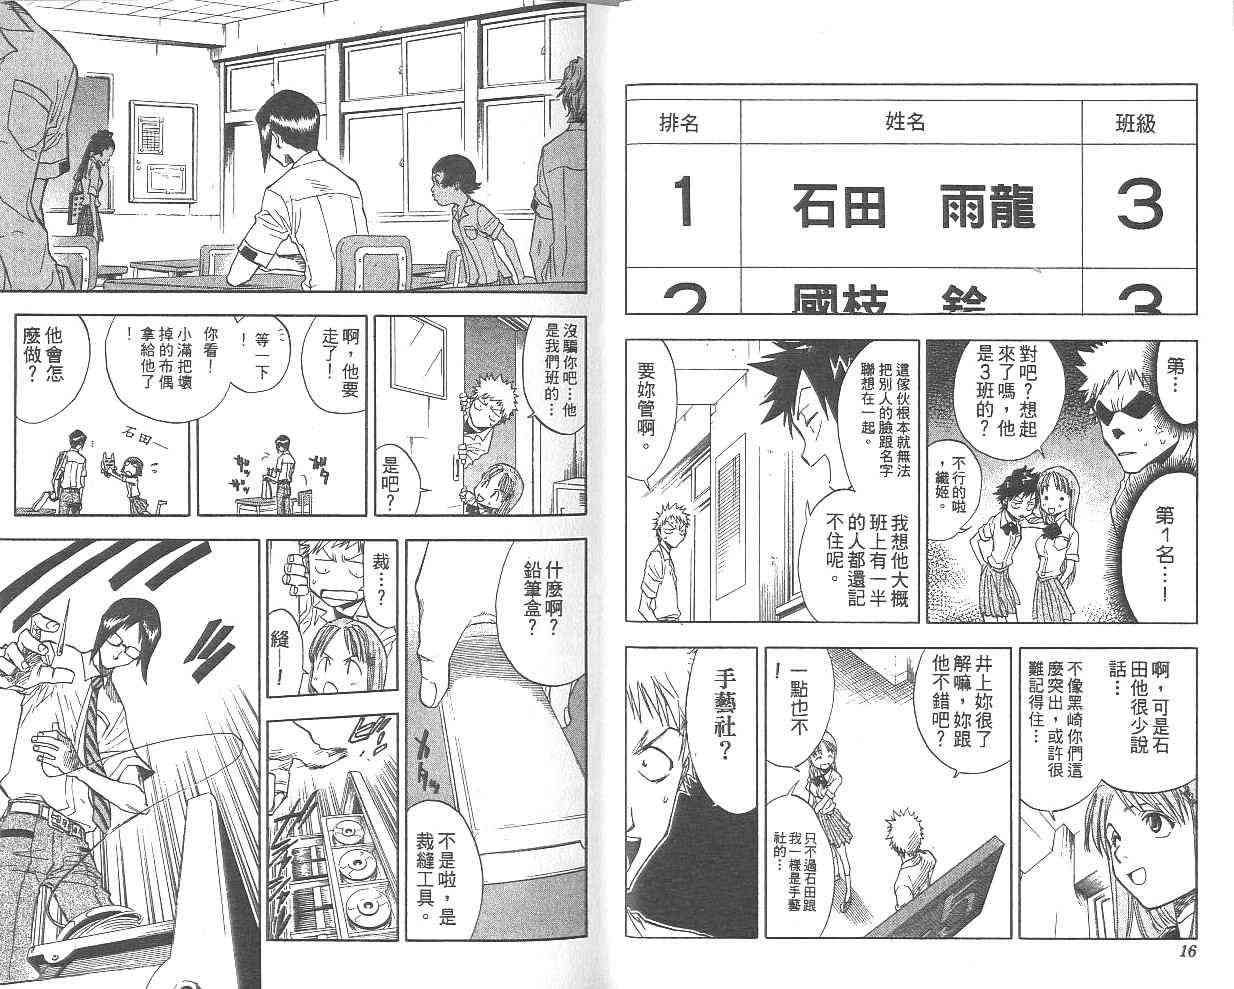 排名 姓名 班級
1 石田 雨龍 3
2 國枝 鈴 3
第…
第1名…!
對吧?想起
來了嗎,他
是3班的?
不行的啦
,織姬。
這傢伙根本就無法
把別人的臉跟名字
聯想在一起。
我想他大概
班上有一半
的人都還記
不住呢。
要妳管啊。
啊,可是石
田他很少說
話…
不像黑崎你們這
麼突出,或許很
難記得住…
井上妳很了
解嘛,妳跟
他不錯吧?
一點也不
!
只不過石田跟
我一樣是手藝
社的…
手藝社?
16
沒騙你吧…他
是我們班的…
是吧?
啊,他要
走了!
等一下
!
你看!
小滿把壞
掉的布偶
拿給他了
!
石田—
他會怎
麼做?
什麼啊?
鉛筆盒?
不是啦,是
裁縫工具。
裁…?
縫—!